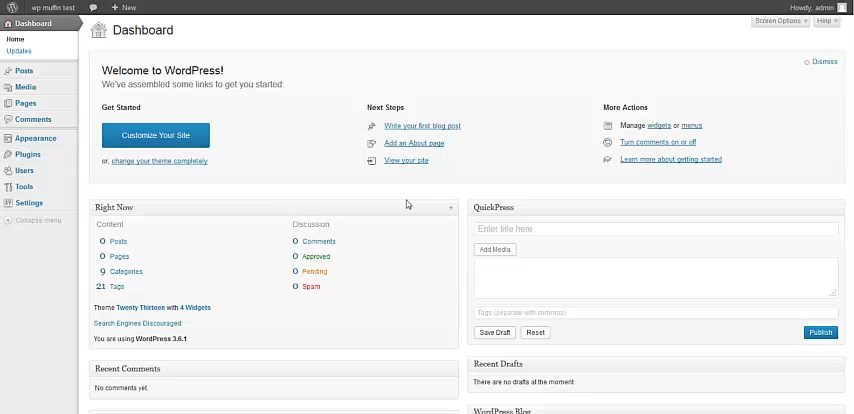 wp muffin test
+ New
Howdy, admin
Dashboard
Home
Updates
Posts
Media
Pages
Comments
Appearance
Plugins
Users
Tools
Settings
Collapse menu
Dashboard
Screen Options
Help
Welcome to WordPress!
We've assembled some links to get you started:
Dismiss
Get Started
Customize Your Site
or, change your theme completely
Next Steps
Write your first blog post
Add an About page
View your site
More Actions
Manage widgets or menus
Turn comments on or off
Learn more about getting started
Right Now
Content
0 Posts
0 Pages
9 Categories
21 Tags
Discussion
0 Comments
0 Approved
0 Pending
0 Spam
Theme Twenty Thirteen with 4 Widgets
Search Engines Discouraged
You are using WordPress 3.6.1.
Recent Comments
No comments yet.
QuickPress
Enter title here
Add Media
Tags (separate with commas)
Save Draft
Reset
Publish
Recent Drafts
There are no drafts at the moment
WordPress Blog